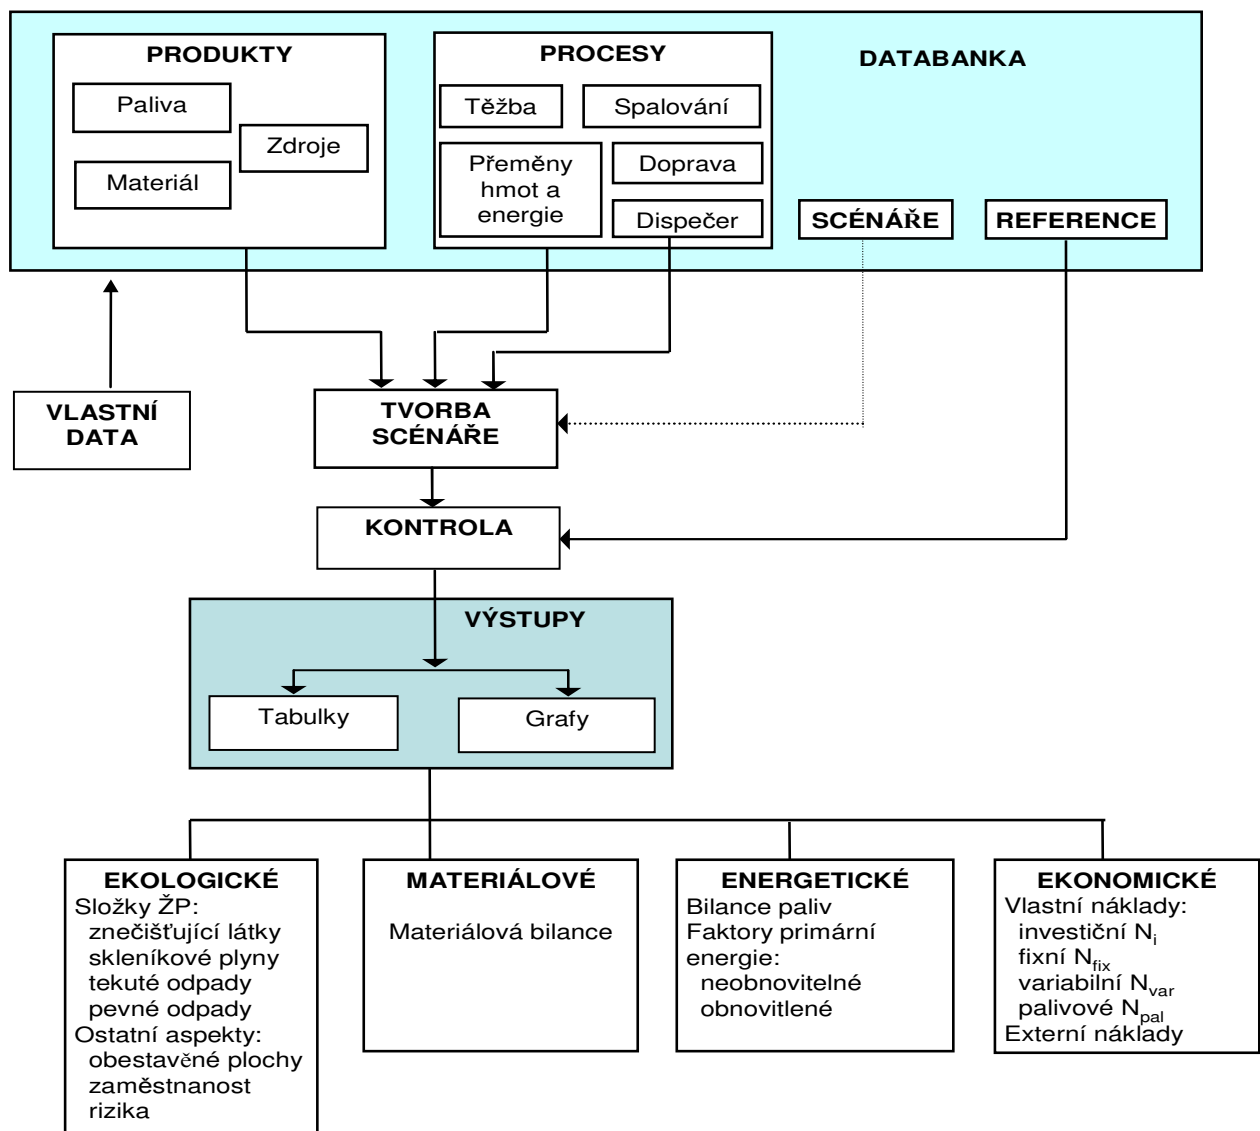 PRODUKTY
Paliva
Zdroje
Materiál
PROCESY
Těžba
Spalování
Přeměny
hmot a
energie
Doprava
Dispečer
DATABANKA
SCÉNÁŘE
REFERENCE
VLASTNÍ
DATA
TVORBA
SCÉNÁŘE
KONTROLA
VÝSTUPY
Tabulky
Grafy
EKOLOGICKÉ
Složky ŽP:
znečišťující látky
skleníkové plyny
tekuté odpady
pevné odpady
Ostatní aspekty:
obestavěné plochy
zaměstnanost
rizika
MATERIÁLOVÉ
Materiálová bilance
ENERGETICKÉ
Bilance paliv
Faktory primární
energie:
neobnovitelné
obnovitlené
EKONOMICKÉ
Vlastní náklady:
investiční Ni
fixní Nfix
variabilní Nvar
palivové Npal
Externí náklady